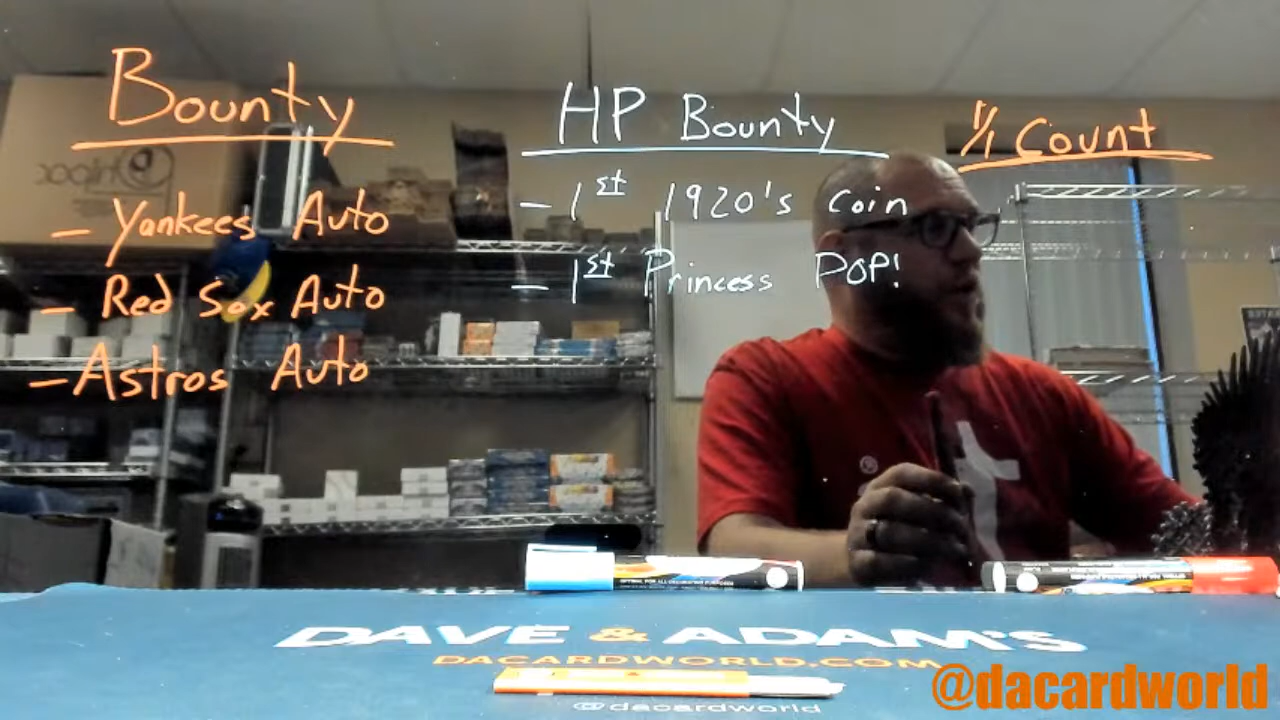 Bounty
- Yankees Auto
- Red Sox Auto
- Astros Auto
HP Bounty
- 1st 1920's Coin
- 1st Princess POP!
1/1 Count
DAVE & ADAM'S
DACARDWORLD.COM
@dacardworld
@dacardworld